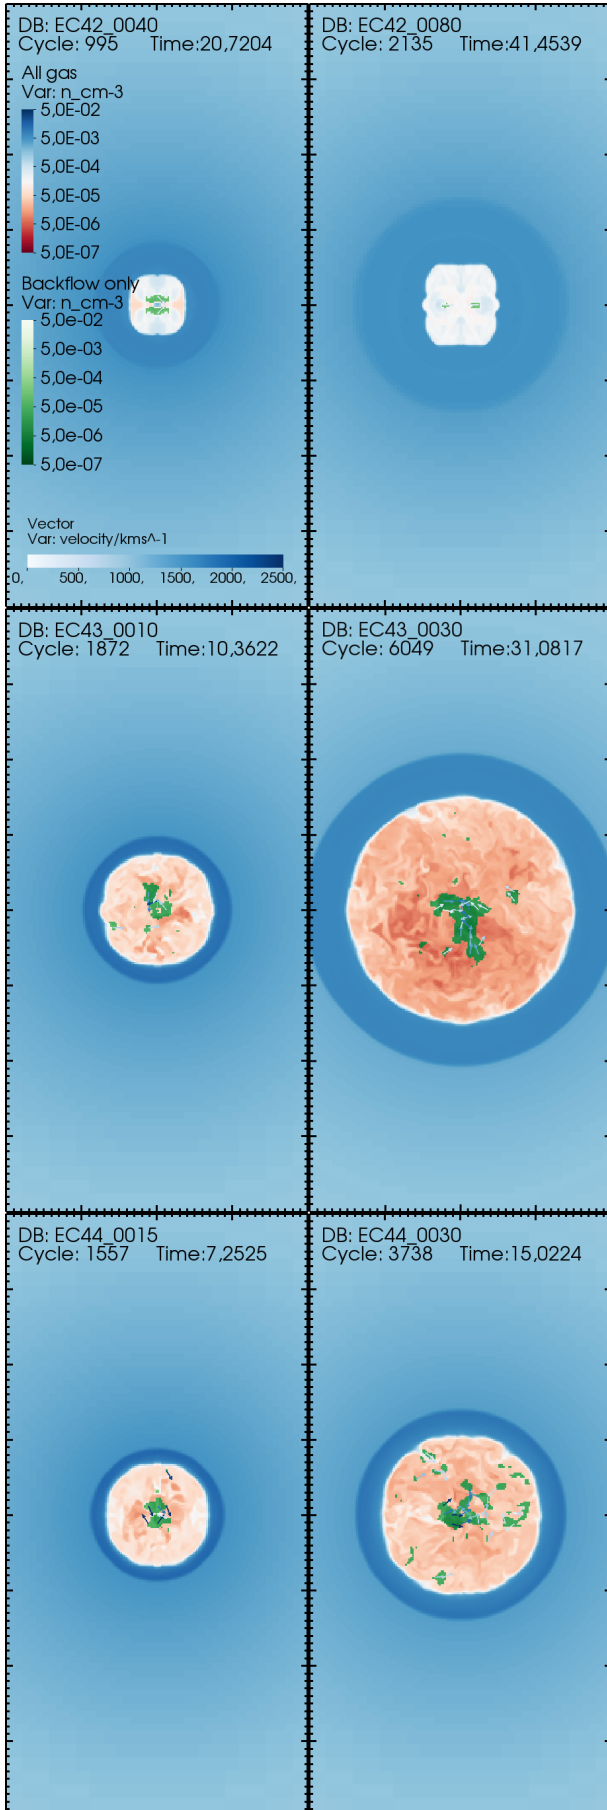 DB: EC42_0040
Cycle: 995 Time:20,7204
All gas
Var: n_cm-3
5,0E-02
5,0E-03
5,0E-04
5,0E-05
5,0E-06
5,0E-07
Backflow only
Var: n_cm-3
5,0e-02
5,0e-03
5,0e-04
5,0e-05
5,0e-06
5,0e-07
Vector
Var: velocity/kms^-1
0, 500, 1000, 1500, 2000, 2500,
DB: EC42_0080
Cycle: 2135 Time:41,4539
DB: EC43_0010
Cycle: 1872 Time:10,3622
DB: EC43_0030
Cycle: 6049 Time:31,0817
DB: EC44_0015
Cycle: 1557 Time:7,2525
DB: EC44_0030
Cycle: 3738 Time:15,0224